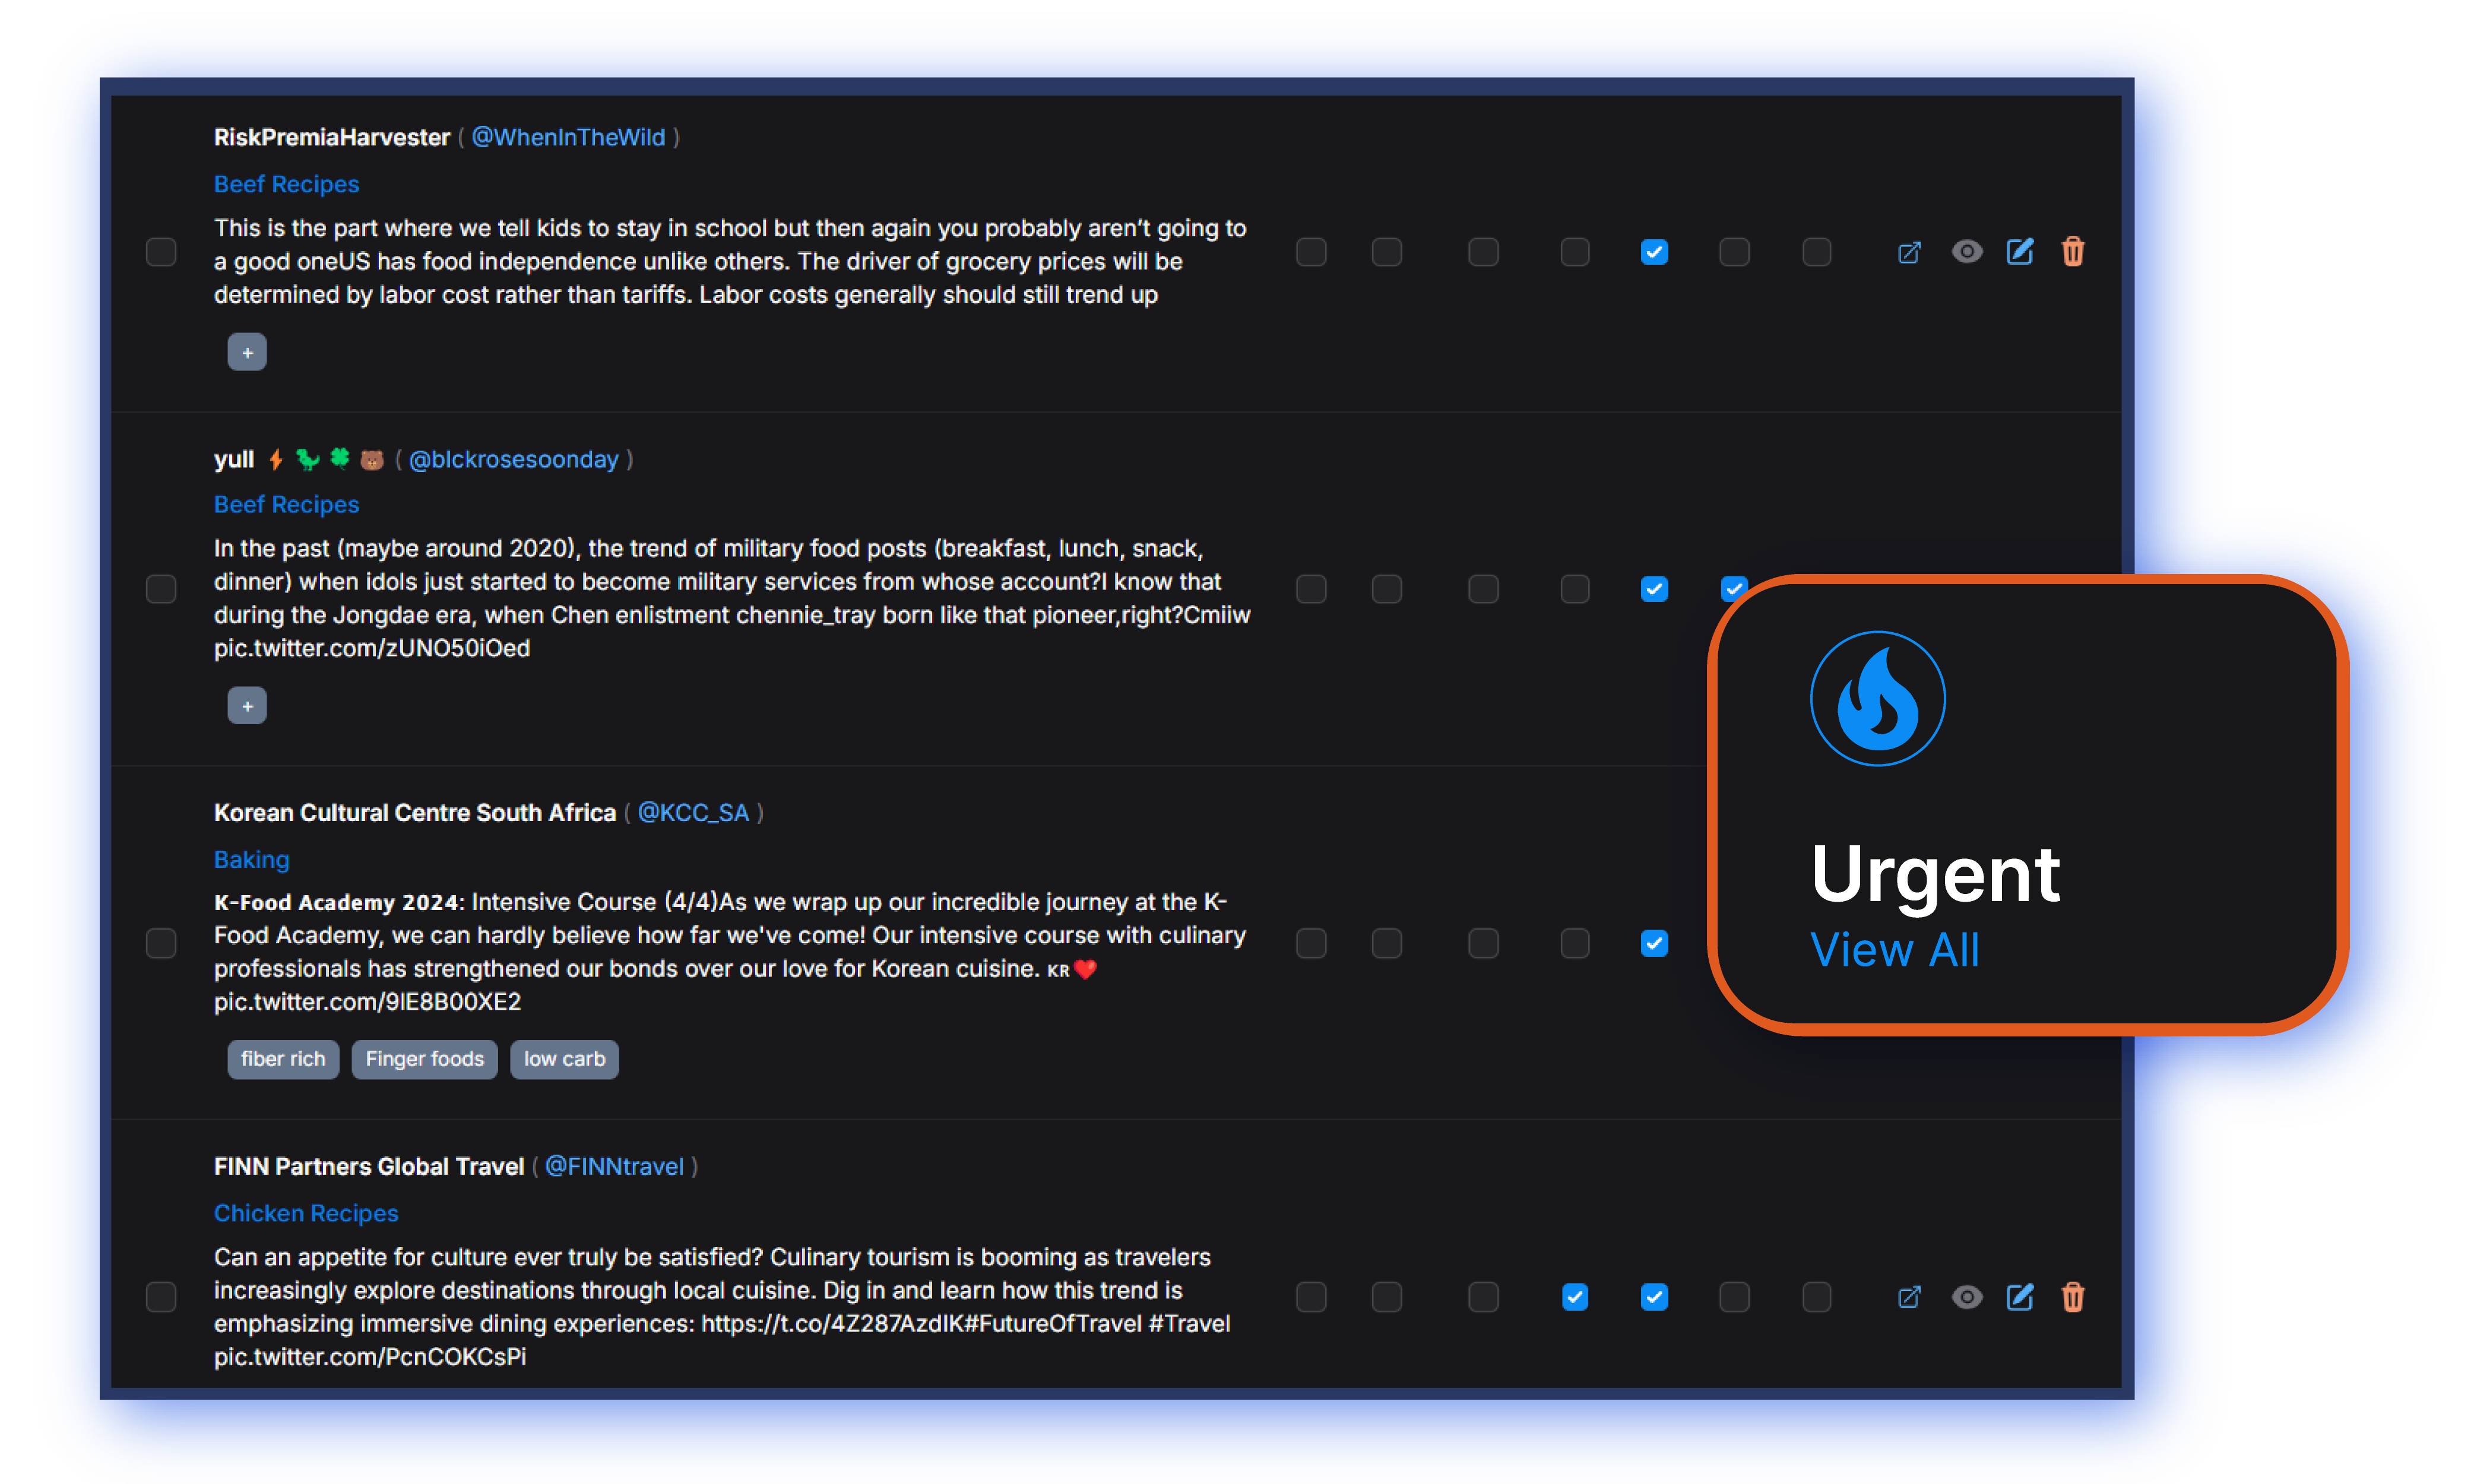 RiskPremiaHarvester ( @WhenInTheWild )
Beef Recipes
This is the part where we tell kids to stay in school but then again you probably aren’t going to
a good oneUS has food independence unlike others. The driver of grocery prices will be
determined by labor cost rather than tariffs. Labor costs generally should still trend up
+
yull ⚡ 🦖 🍀 🐻 ( @blckrosesoonday )
Beef Recipes
In the past (maybe around 2020), the trend of military food posts (breakfast, lunch, snack,
dinner) when idols just started to become military services from whose account?I know that
during the Jongdae era, when Chen enlistment chennie_tray born like that pioneer,right?Cmiiw
pic.twitter.com/zUNO50iOed
+
Korean Cultural Centre South Africa ( @KCC_SA )
Baking
K-Food Academy 2024: Intensive Course (4/4)As we wrap up our incredible journey at the K-
Food Academy, we can hardly believe how far we've come! Our intensive course with culinary
professionals has strengthened our bonds over our love for Korean cuisine. KR❤️
pic.twitter.com/9IE8B00XE2
fiber rich Finger foods low carb
FINN Partners Global Travel ( @FINNtravel )
Chicken Recipes
Can an appetite for culture ever truly be satisfied? Culinary tourism is booming as travelers
increasingly explore destinations through local cuisine. Dig in and learn how this trend is
emphasizing immersive dining experiences: https://t.co/4Z287AzdIK#FutureOfTravel #Travel
pic.twitter.com/PcnCOKCsPi
Urgent
View All